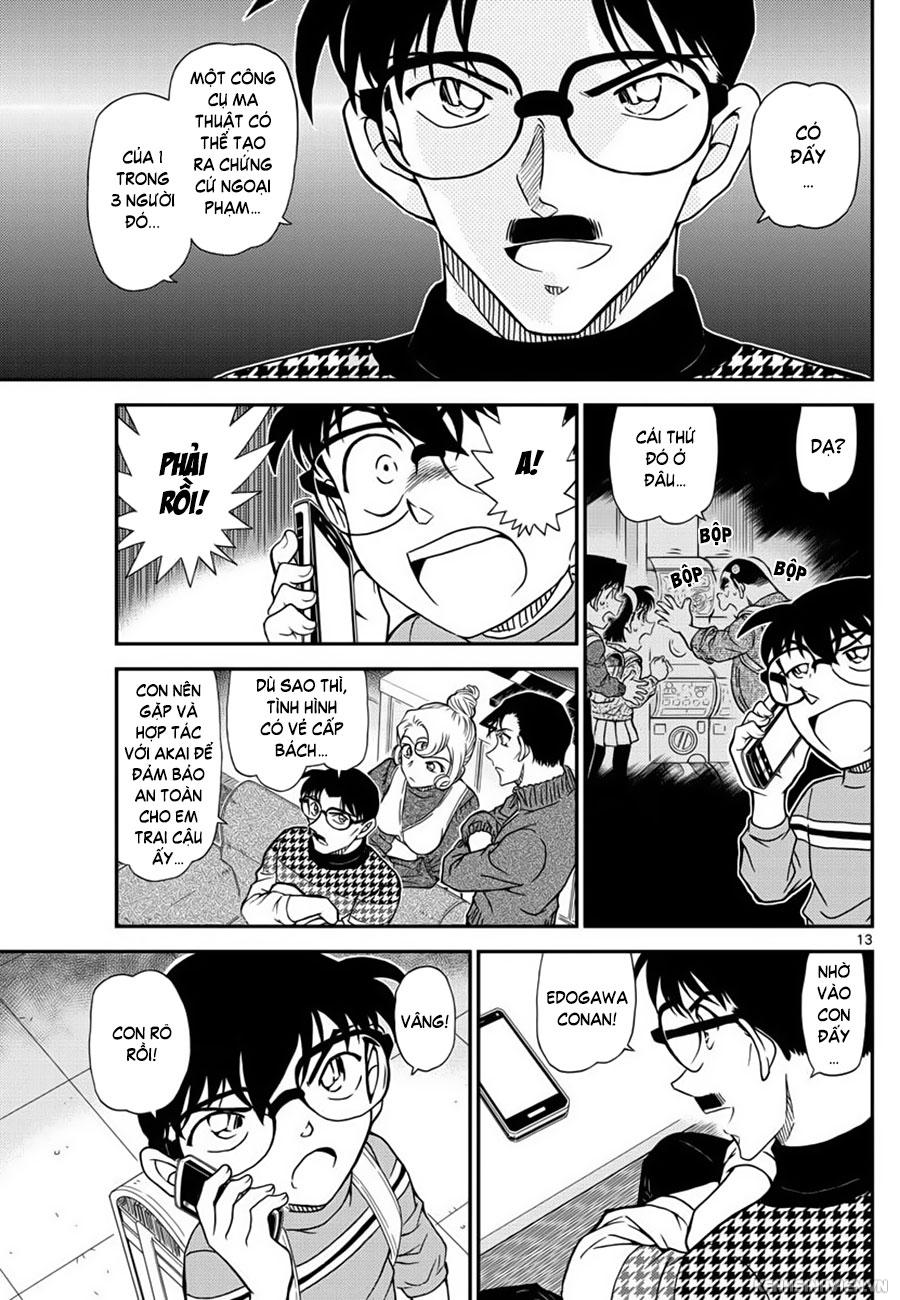 CÓ
ĐẤY
...
MỘT CÔNG
CỤ MA
THUẬT CÓ
THỂ TẠO
RA CHỨNG
CỨ NGOẠI
PHẠM...
CỦA 1
TRONG
3 NGƯỜI
ĐÓ...
DẠ?
CÁI THỨ
ĐÓ Ở
ĐÂU...
BỘP
BỘP
BỘP
A!
PHẢI
RỒI!
DÙ SAO THÌ,
TÌNH HÌNH
CÓ VẺ CẤP
BÁCH...
CON NÊN
GẶP VÀ
HỢP TÁC
VỚI AKAI ĐỂ
ĐẢM BẢO
AN TOÀN
CHO EM
TRAI CẬU
ẤY...
13
NHỜ
VÀO
CON
ĐẤY
...
EDOGAWA
CONAN!
VÂNG!
CON RÕ
RỒI!